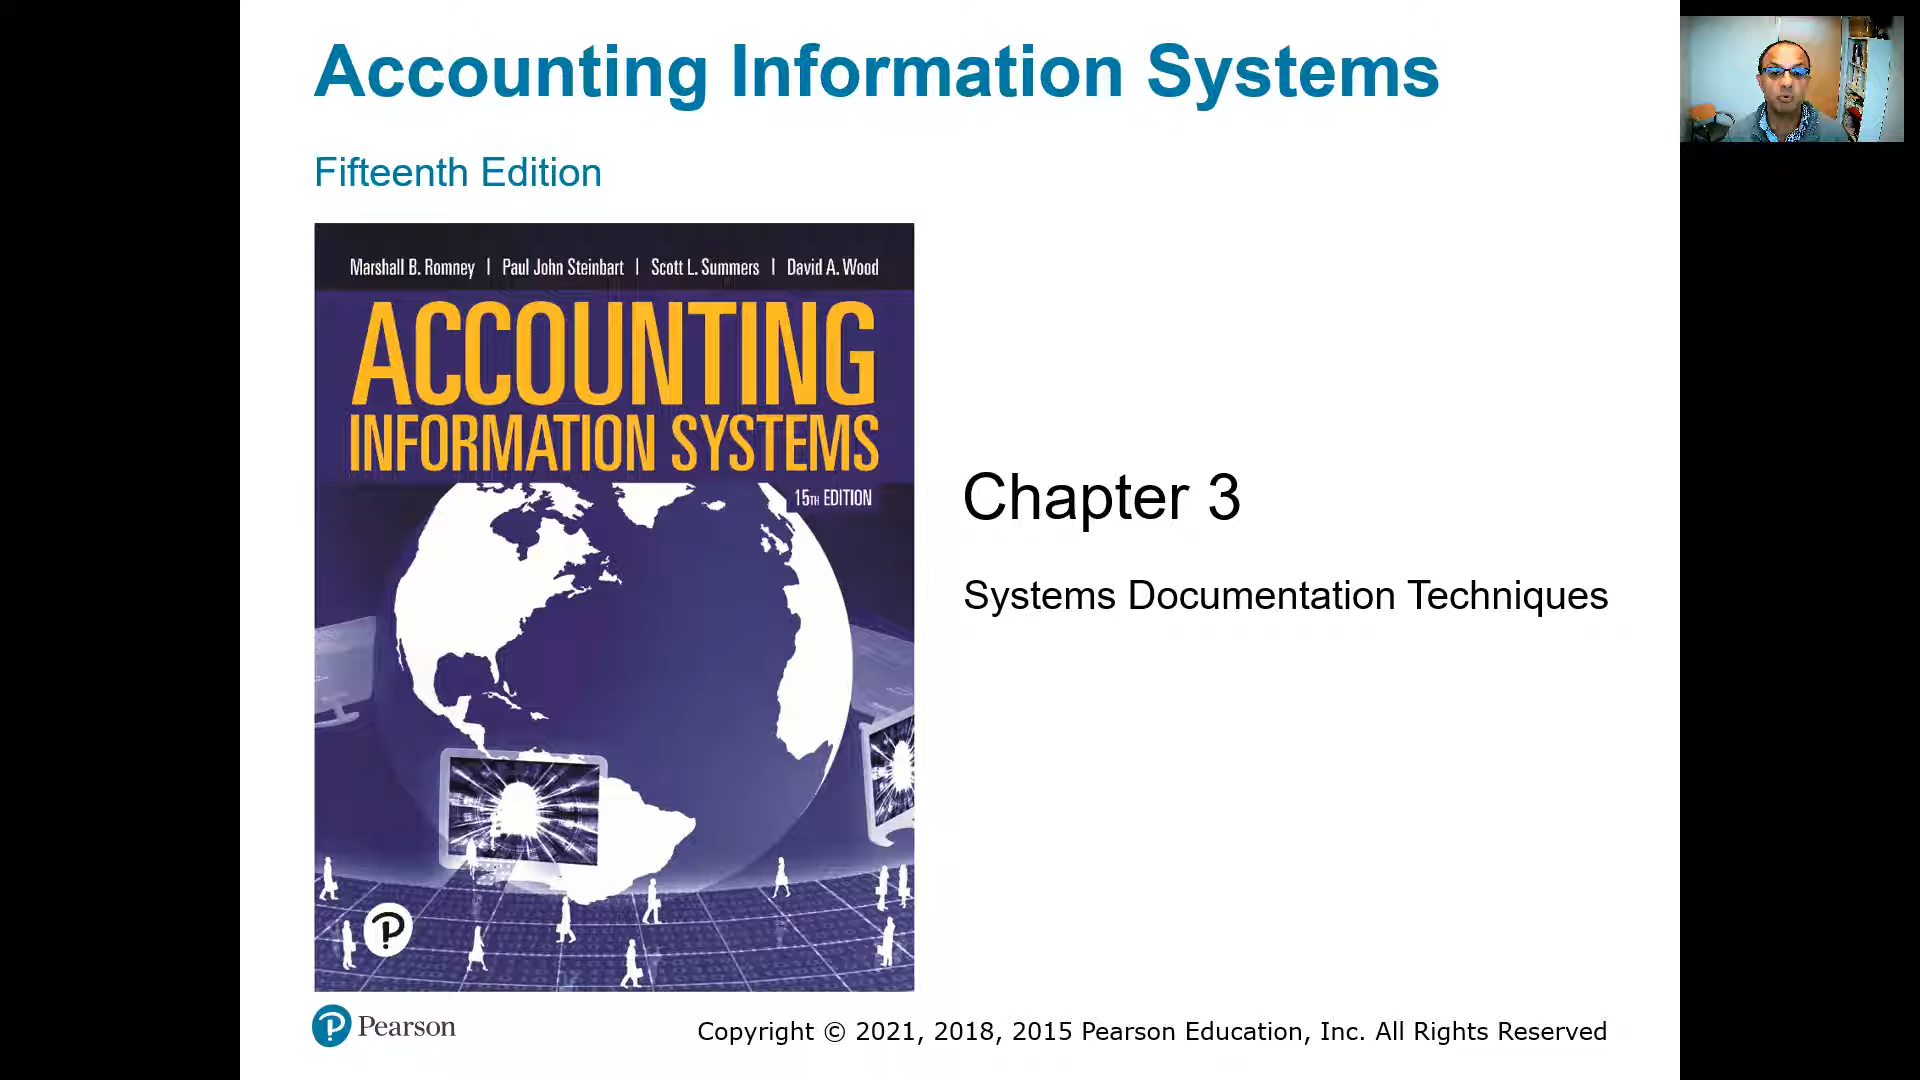 Accounting Information Systems
Fifteenth Edition
Marshall B. Romney | Paul John Steinbart | Scott L. Summers | David A. Wood
ACCOUNTING
INFORMATION SYSTEMS
15TH EDITION
Chapter 3
Systems Documentation Techniques
P
P Pearson
Copyright © 2021, 2018, 2015 Pearson Education, Inc. All Rights Reserved